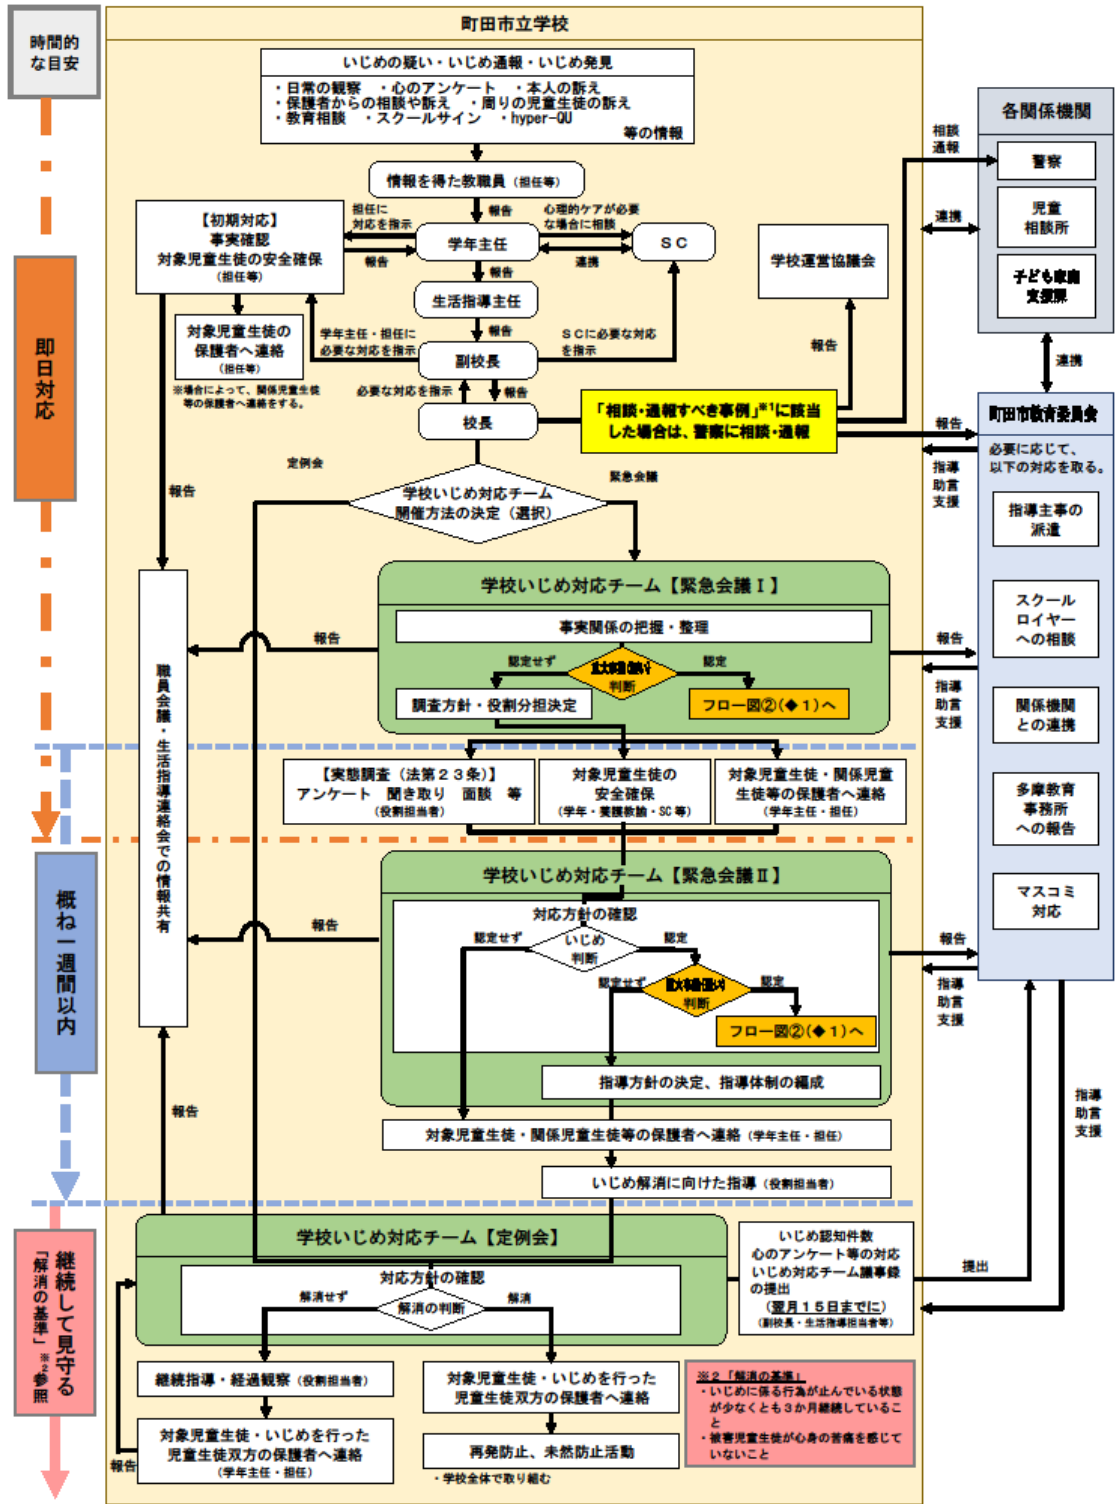 時間的
な目安
町田市立学校
いじめの疑い・いじめ通報・いじめ発見
・日常の観察 ・心のアンケート ・本人の訴え
・保護者からの相談や訴え ・周りの児童生徒の訴え
・教育相談 ・スクールサイン ・hyper-QU
等の情報
情報を得た教職員（担任等）
報告
担任に
対応を指示
心理的ケアが必要
な場合に相談
【初期対応】
事実確認
対象児童生徒の安全確保
（担任等）
報告
学年主任
連携
ＳＣ
学校運営協議会
報告
生活指導主任
対象児童生徒の
保護者へ連絡
（担任等）
※場合によって、関係児童生徒
等の保護者へ連絡をする。
学年主任・担任に
必要な対応を指示
報告
ＳＣに必要な対応
を指示
報告
副校長
必要な対応を指示
報告
校長
「相談・通報すべき事例」※1に該当
した場合は、警察に相談・通報
相談
通報
各関係機関
警察
児童
相談所
子ども家庭
支援課
連携
連携
即日対応
報告
定例会
緊急会議
学校いじめ対応チーム
開催方法の決定（選択）
報告
指導
助言
支援
町田市教育委員会
必要に応じて、
以下の対応を取る。
指導主事の
派遣
スクール
ロイヤー
への相談
関係機関
との連携
多摩教育
事務所
への報告
マスコミ
対応
学校いじめ対応チーム【緊急会議Ⅰ】
事実関係の把握・整理
報告
認定せず
判断
認定
調査方針・役割分担決定
フロー図②(◆１)へ
報告
指導
助言
支援
職員会議・生活指導連絡会での情報共有
【実態調査（法第２３条）】
アンケート 聞き取り 面談 等
（役割担当者）
対象児童生徒の
安全確保
（学年・養護教諭・SC等）
対象児童生徒・関係児童
生徒等の保護者へ連絡
（学年主任・担任）
概ね一週間以内
学校いじめ対応チーム【緊急会議Ⅱ】
対応方針の確認
報告
認定せず
いじめ
判断
認定
認定せず
判断
認定
フロー図②(◆１)へ
報告
指導
助言
支援
指導方針の決定、指導体制の編成
報告
対象児童生徒・関係児童生徒等の保護者へ連絡（学年主任・担任）
指導
助言
支援
いじめ解消に向けた指導（役割担当者）
継続して見守る
「解消の基準」※2参照
学校いじめ対応チーム【定例会】
対応方針の確認
解消せず
解消の判断
解消
いじめ認知件数
心のアンケート等の対応
いじめ対応チーム議事録
の提出
（翌月１５日までに）
（副校長・生活指導担当者等）
提出
継続指導・経過観察（役割担当者）
対象児童生徒・いじめを行った
児童生徒双方の保護者へ連絡
対象児童生徒・いじめを行った
児童生徒双方の保護者へ連絡
（学年主任・担任）
報告
再発防止、未然防止活動
・学校全体で取り組む
※２「解消の基準」
・いじめに係る行為が止んでいる状態
が少なくとも３か月継続しているこ
と
・被害児童生徒が心身の苦痛を感じて
いないこと